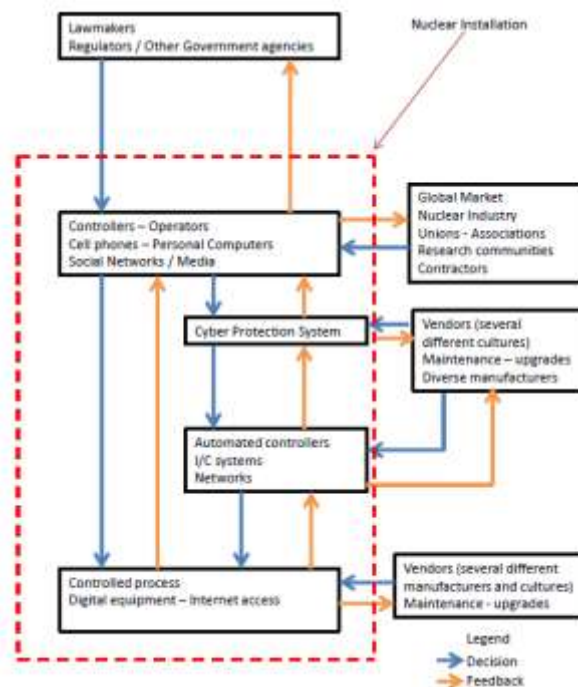 Lawmakers
Regulators / Other Government agencies
Nuclear Installation
Controllers – Operators
Cell phones – Personal Computers
Social Networks / Media
Global Market
Nuclear Industry
Unions - Associations
Research communities
Contractors
Cyber Protection System
Vendors (several
different cultures)
Maintenance – upgrades
Diverse manufacturers
Automated controllers
I/C systems
Networks
Controlled process
Digital equipment – Internet access
Vendors (several different
manufacturers and cultures)
Maintenance - upgrades
Legend
Decision
Feedback